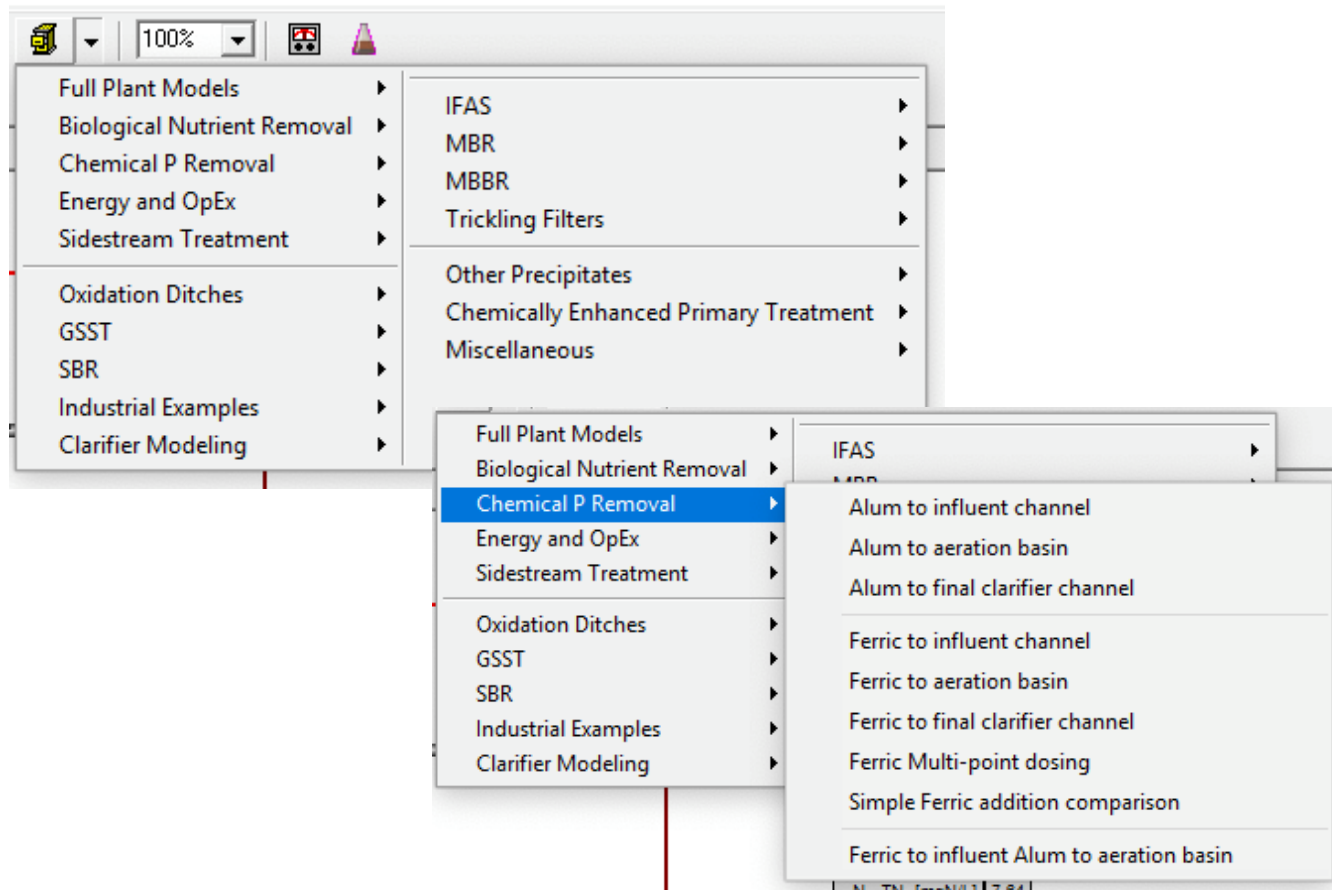 100%
Full Plant Models
Biological Nutrient Removal
Chemical P Removal
Energy and OpEx
Sidestream Treatment
Oxidation Ditches
GSST
SBR
Industrial Examples
Clarifier Modeling
IFAS
MBR
MBBR
Trickling Filters
Other Precipitates
Chemically Enhanced Primary Treatment
Miscellaneous
Full Plant Models
Biological Nutrient Removal
Chemical P Removal
Energy and OpEx
Sidestream Treatment
Oxidation Ditches
GSST
SBR
Industrial Examples
Clarifier Modeling
IFAS
MBR
Alum to influent channel
Alum to aeration basin
Alum to final clarifier channel
Ferric to influent channel
Ferric to aeration basin
Ferric to final clarifier channel
Ferric Multi-point dosing
Simple Ferric addition comparison
Ferric to influent Alum to aeration basin